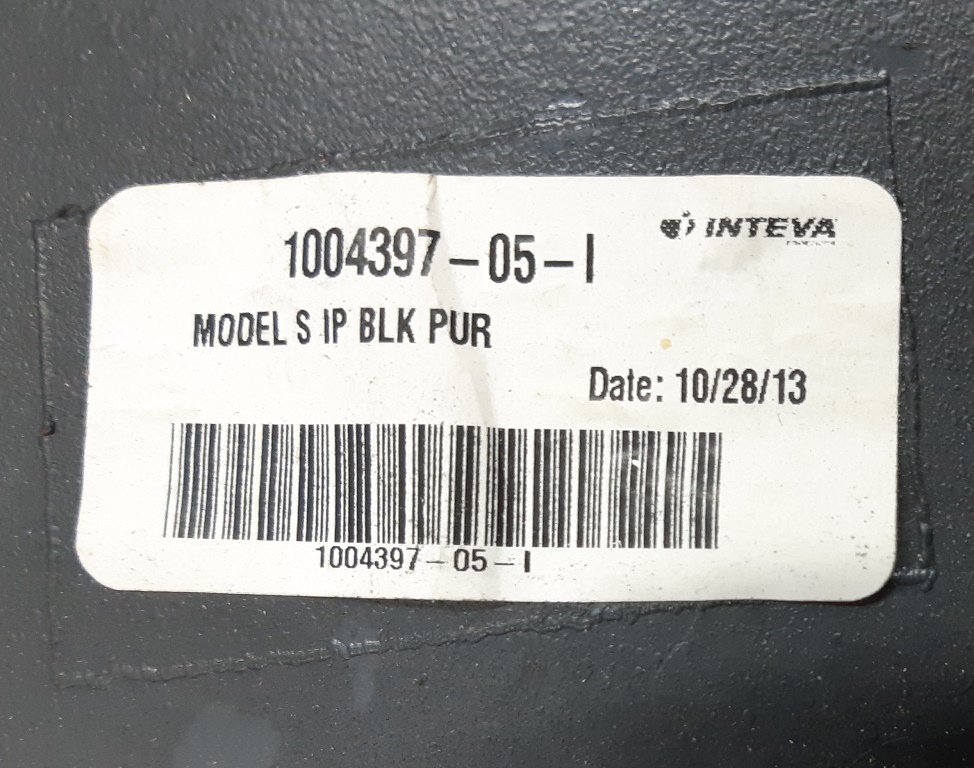 INTEVA
1004397-05-I
MODEL S IP BLK PUR
Date: 10/28/13
1004397-05-I